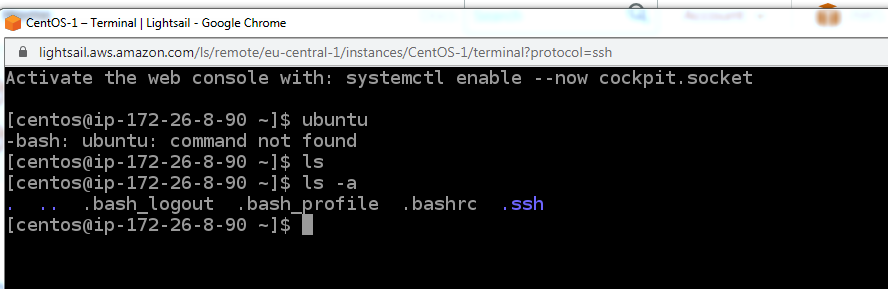 CentOS-1 – Terminal | Lightsail - Google Chrome
lightsail.aws.amazon.com/ls/remote/eu-central-1/instances/CentOS-1/terminal?protocol=ssh
Activate the web console with: systemctl enable --now cockpit.socket
[centos@ip-172-26-8-90 ~]$ ubuntu
-bash: ubuntu: command not found
[centos@ip-172-26-8-90 ~]$ ls
[centos@ip-172-26-8-90 ~]$ ls -a
. .. .bash_logout .bash_profile .bashrc .ssh
[centos@ip-172-26-8-90 ~]$